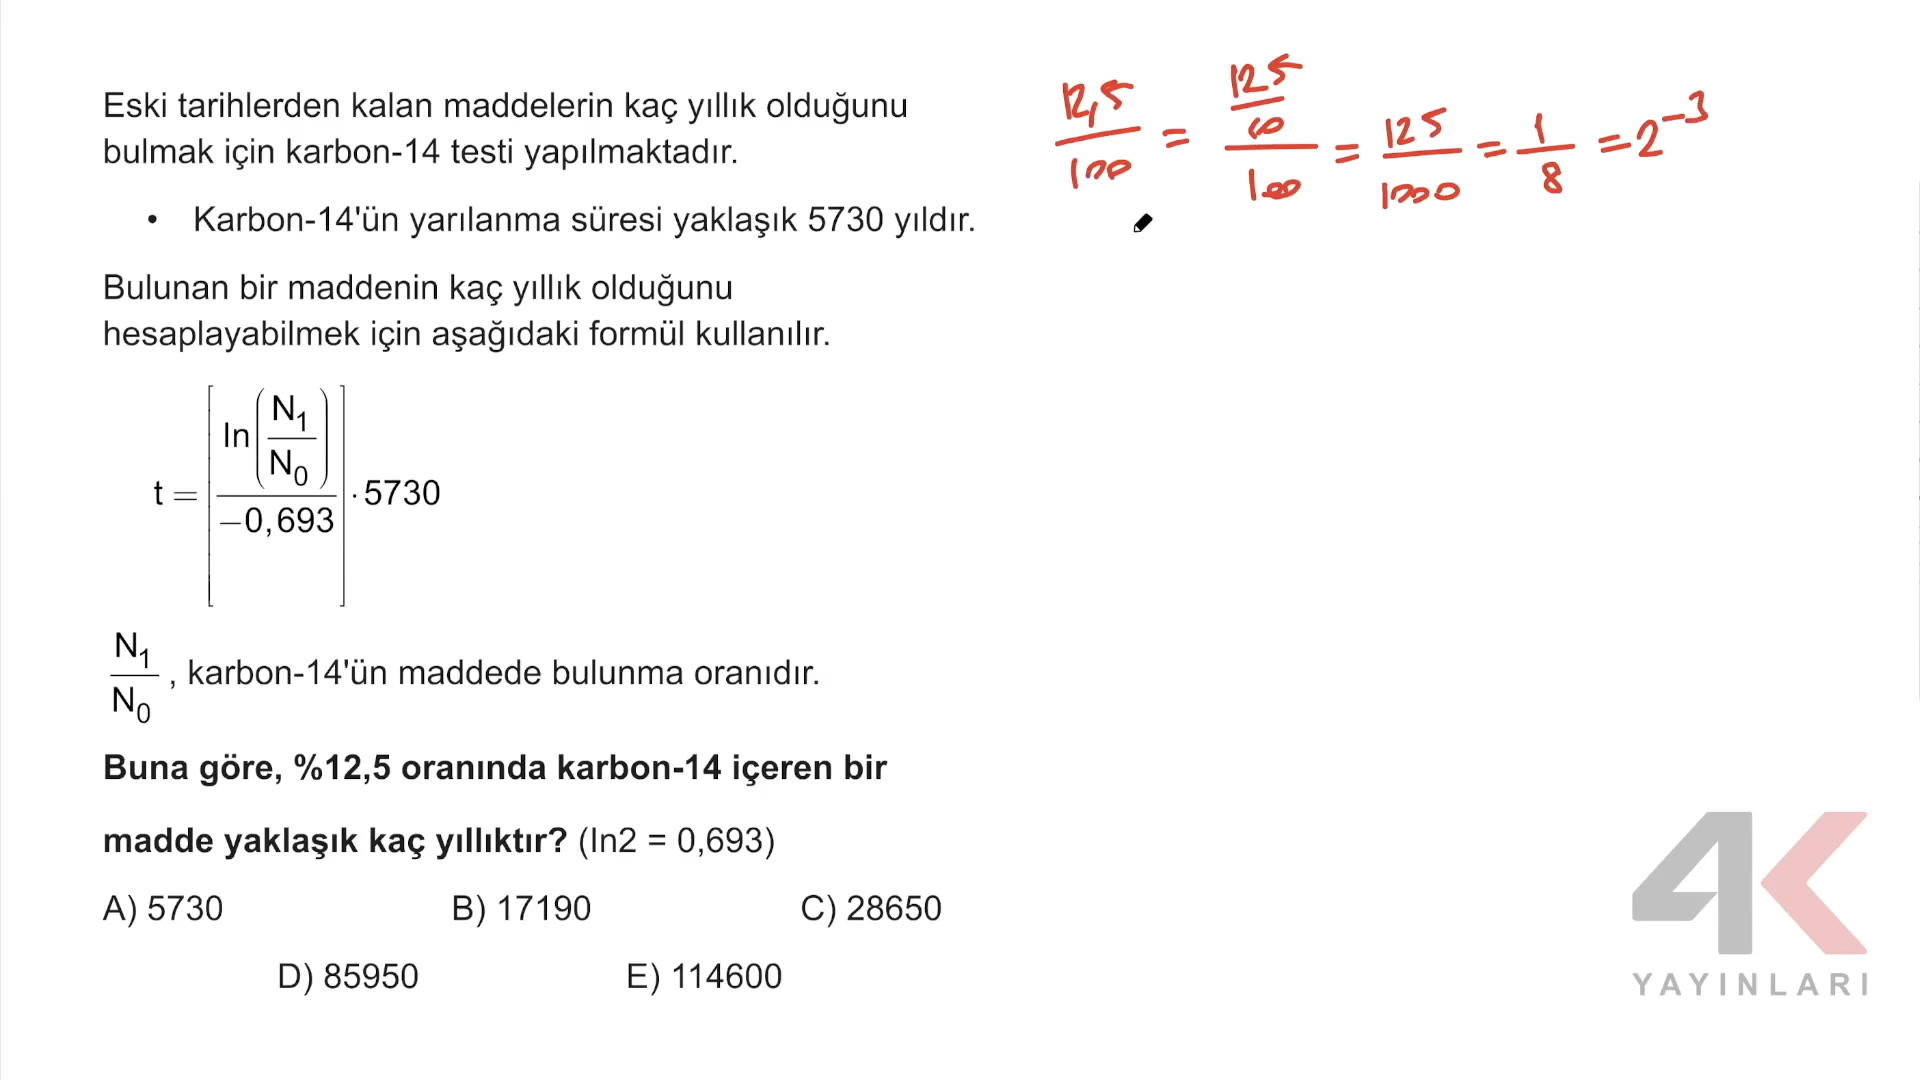 Eski tarihlerden kalan maddelerin kaç yıllık olduğunu
bulmak için karbon-14 testi yapılmaktadır.
• Karbon-14'ün yarılanma süresi yaklaşık 5730 yıldır.
Bulunan bir maddenin kaç yıllık olduğunu
hesaplayabilmek için aşağıdaki formül kullanılır.
t = [ln(N₁/N₀)/−0,693] · 5730
N₁/N₀ , karbon-14'ün maddede bulunma oranıdır.
Buna göre, %12,5 oranında karbon-14 içeren bir
madde yaklaşık kaç yıllıktır? (ln2 = 0,693)
A) 5730 B) 17190 C) 28650
D) 85950 E) 114600
12,5/100 = (125/10)/100 = 125/1000 = 1/8 = 2⁻³
4K
YAYINLARI